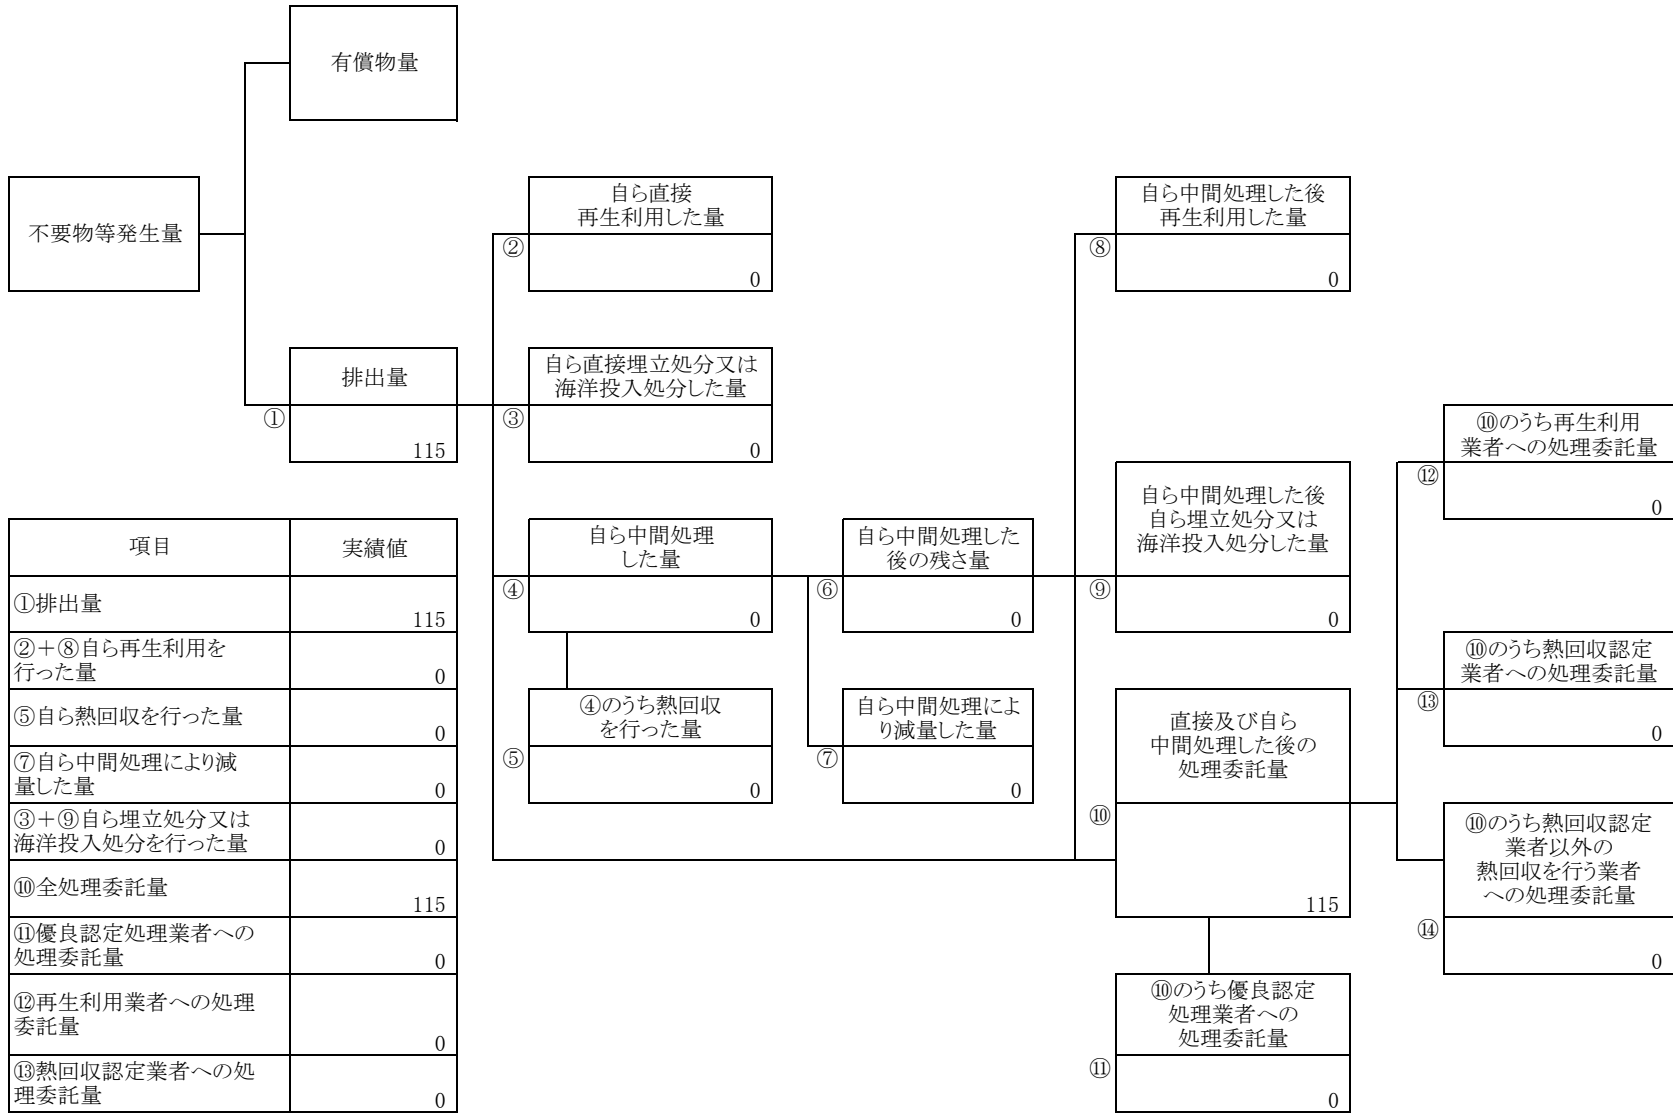 有償物量
不要物等発生量
自ら直接
再生利用した量
②
0
自ら中間処理した後
再生利用した量
⑧
0
排出量
①
115
自ら直接埋立処分又は
海洋投入処分した量
③
0
⑩のうち再生利用
業者への処理委託量
⑫
0
自ら中間処理
した量
④
0
自ら中間処理した
後の残さ量
⑥
0
自ら中間処理した後
自ら埋立処分又は
海洋投入処分した量
⑨
0
⑩のうち熱回収認定
業者への処理委託量
⑬
0
④のうち熱回収
を行った量
⑤
0
自ら中間処理によ
り減量した量
⑦
0
直接及び自ら
中間処理した後の
処理委託量
⑩
115
⑩のうち熱回収認定
業者以外の
熱回収を行う業者
への処理委託量
⑭
0
⑩のうち優良認定
処理業者への
処理委託量
⑪
0
項目 実績値
①排出量
115
②＋⑧自ら再生利用を
行った量
0
⑤自ら熱回収を行った量
0
⑦自ら中間処理により減
量した量
0
③＋⑨自ら埋立処分又は
海洋投入処分を行った量
0
⑩全処理委託量
115
⑪優良認定処理業者への
処理委託量
0
⑫再生利用業者への処理
委託量
0
⑬熱回収認定業者への処
理委託量
0